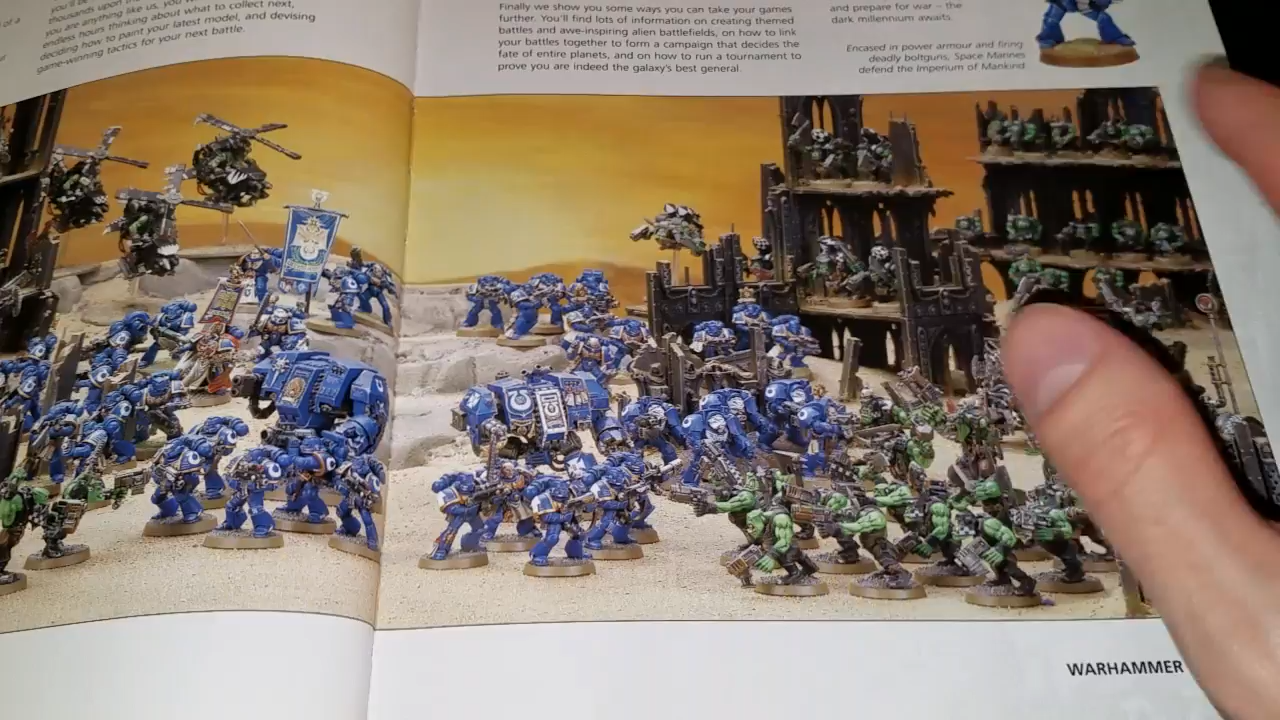 you'll be
thousands upon
you are anything like us, you w
endless hours thinking about what to collect next,
deciding how to paint your latest model, and devising
game-winning tactics for your next battle.
Finally we show you some ways you can take your games
further. You'll find lots of information on creating themed
battles and awe-inspiring alien battlefields, on how to link
your battles together to form a campaign that decides the
fate of entire planets, and on how to run a tournament to
prove you are indeed the galaxy's best general.
and prepare for war – the
dark millennium awaits.
Encased in power armour and firing
deadly boltguns, Space Marines
defend the Imperium of Mankind
WARHAMMER